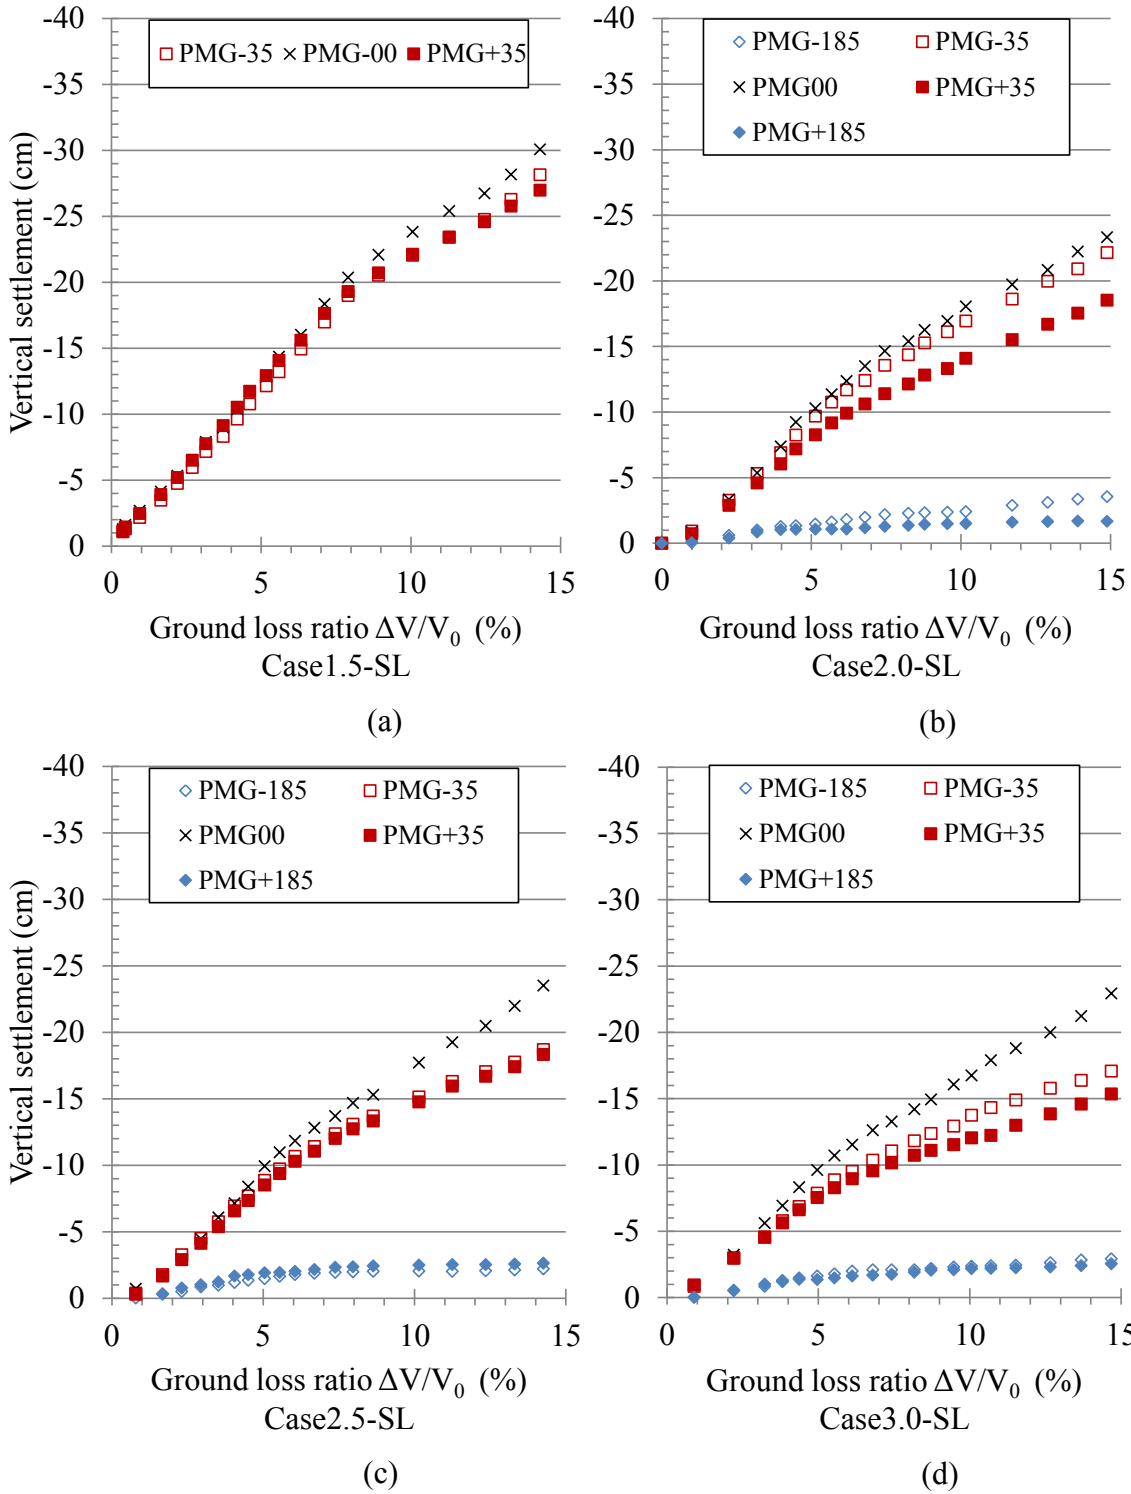 PMG-35 PMG-00 PMG+35
-40
-35
-30
-25
-20
-15
-10
-5
0
0 5 10 15
Vertical settlement (cm)
Ground loss ratio ΔV/V₀ (%)
Case1.5-SL
(a)
PMG-185 PMG-35
PMG00 PMG+35
PMG+185
-40
-35
-30
-25
-20
-15
-10
-5
0
0 5 10 15
Ground loss ratio ΔV/V₀ (%)
Case2.0-SL
(b)
PMG-185 PMG-35
PMG00 PMG+35
PMG+185
-40
-35
-30
-25
-20
-15
-10
-5
0
0 5 10 15
Vertical settlement (cm)
Ground loss ratio ΔV/V₀ (%)
Case2.5-SL
(c)
PMG-185 PMG-35
PMG00 PMG+35
PMG+185
-40
-35
-30
-25
-20
-15
-10
-5
0
0 5 10 15
Ground loss ratio ΔV/V₀ (%)
Case3.0-SL
(d)